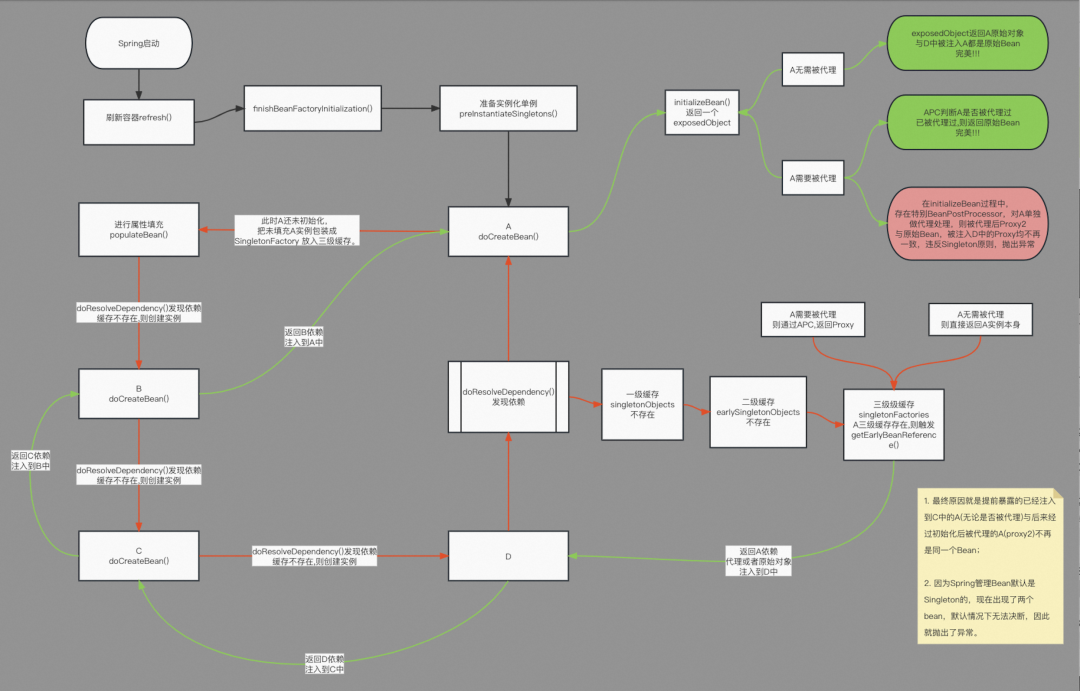 Spring启动
刷新容器refresh()
finishBeanFactoryInitialization()
准备实例化单例
preInstantiateSingletons()
initializeBean()
返回一个
exposedObject
A无需被代理
exposedObject返回A原始对象
与D中被注入A都是原始Bean
完美!!!
A需要被代理
APC判断A是否被代理过
已被代理过,则返回原始Bean
完美!!!
在initializeBean过程中,
存在特别BeanPostProcessor，对A单独
做代理处理，则被代理后Proxy2
与原始Bean，被注入D中的Proxy均不再
一致，违反Singleton原则，抛出异常
A
doCreateBean()
此时A还未初始化,
把未填充A实例包装成
SingletonFactory 放入三级缓存。
进行属性填充
populateBean()
doResolveDependency()发现依赖
缓存不存在,则创建实例
返回B依赖
注入到A中
B
doCreateBean()
doResolveDependency()发现依赖
缓存不存在,则创建实例
返回C依赖
注入到B中
C
doCreateBean()
doResolveDependency()发现依赖
缓存不存在,则创建实例
D
返回D依赖
注入到C中
doResolveDependency()
发现依赖
一级缓存
singletonObjects
不存在
二级缓存
earlySingletonObjects
不存在
A需要被代理
则通过APC,返回Proxy
A无需被代理
则直接返回A实例本身
三级级缓存
singletonFactories
A三级缓存存在,则触发
getEarlyBeanReferenc
e()
返回A依赖
代理或者原始对象
注入到D中
1. 最终原因就是提前暴露的已经注入
到C中的A(无论是否被代理)与后来经
过初始化后被代理的A(proxy2)不再
是同一个Bean；
2. 因为Spring管理Bean默认是
Singleton的，现在出现了两个
bean，默认情况下无法决断，因此
就抛出了异常。